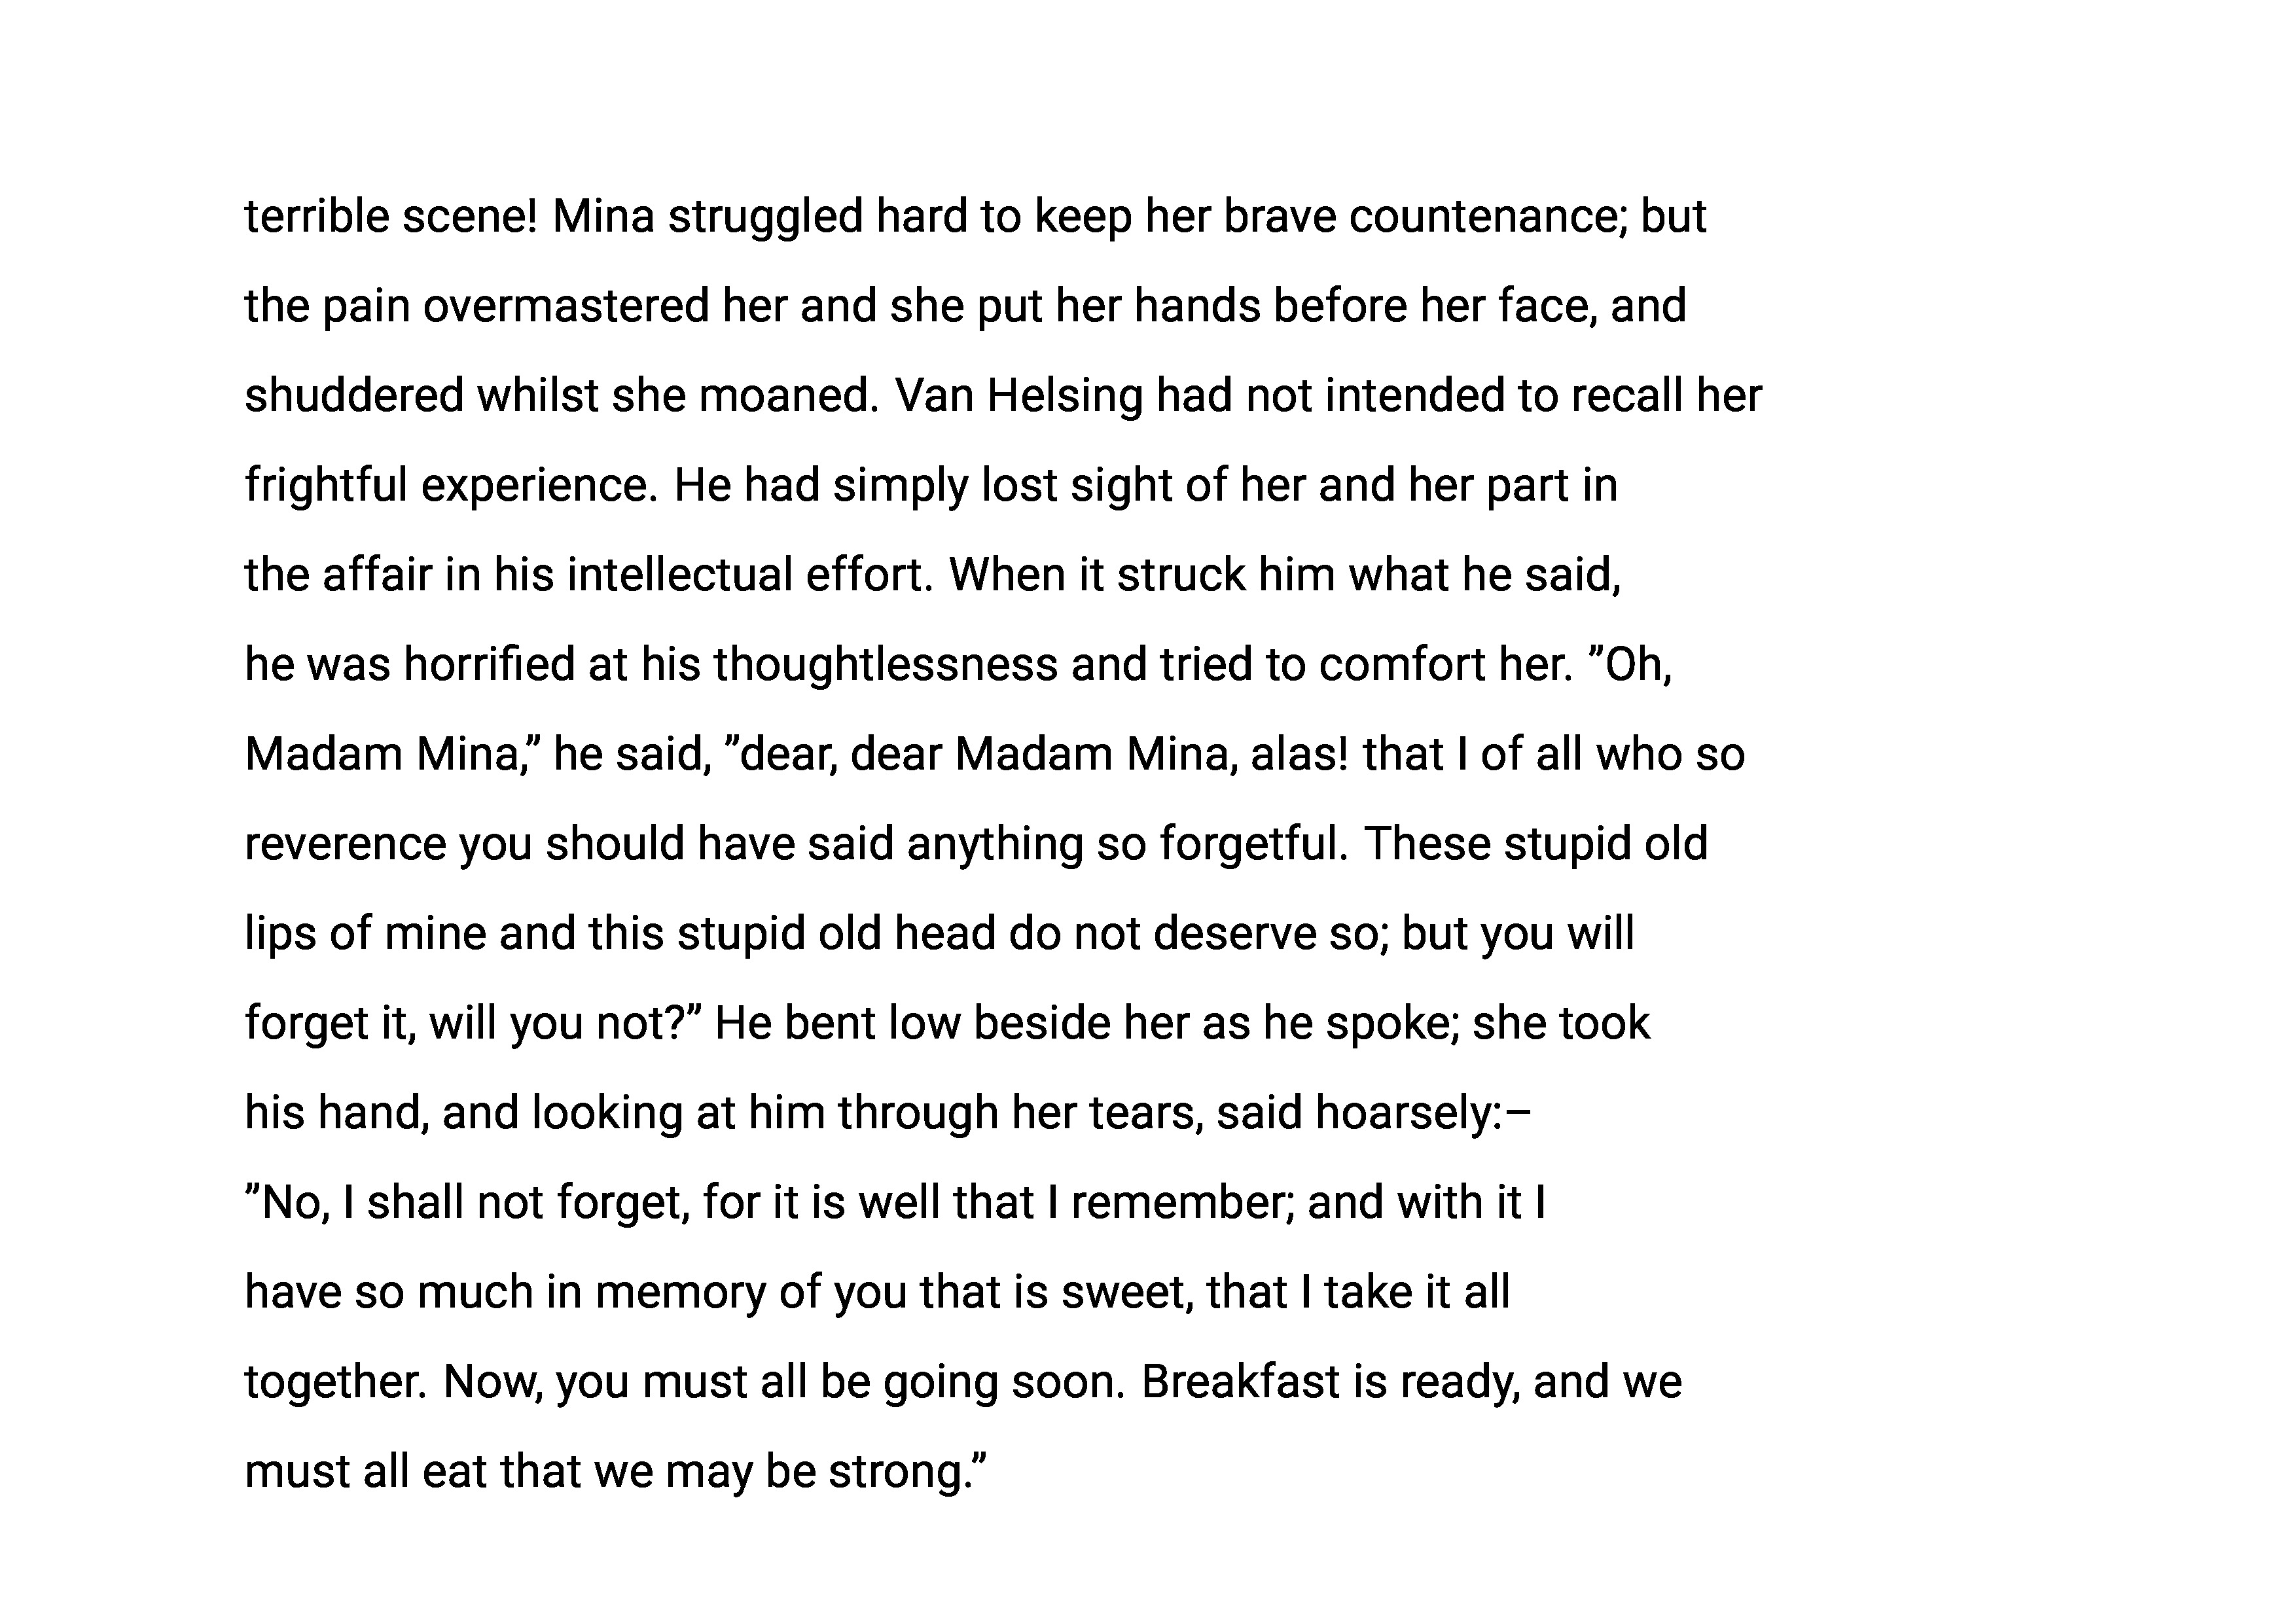 terrible scene! Mina struggled hard to keep her brave countenance; but
the pain overmastered her and she put her hands before her face, and
shuddered whilst she moaned. Van Helsing had not intended to recall her
frightful experience. He had simply lost sight of her and her part in
the affair in his intellectual effort. When it struck him what he said,
he was horrified at his thoughtlessness and tried to comfort her. ”Oh,
Madam Mina,” he said, ”dear, dear Madam Mina, alas! that I of all who so
reverence you should have said anything so forgetful. These stupid old
lips of mine and this stupid old head do not deserve so; but you will
forget it, will you not?” He bent low beside her as he spoke; she took
his hand, and looking at him through her tears, said hoarsely:–
”No, I shall not forget, for it is well that I remember; and with it I
have so much in memory of you that is sweet, that I take it all
together. Now, you must all be going soon. Breakfast is ready, and we
must all eat that we may be strong.”